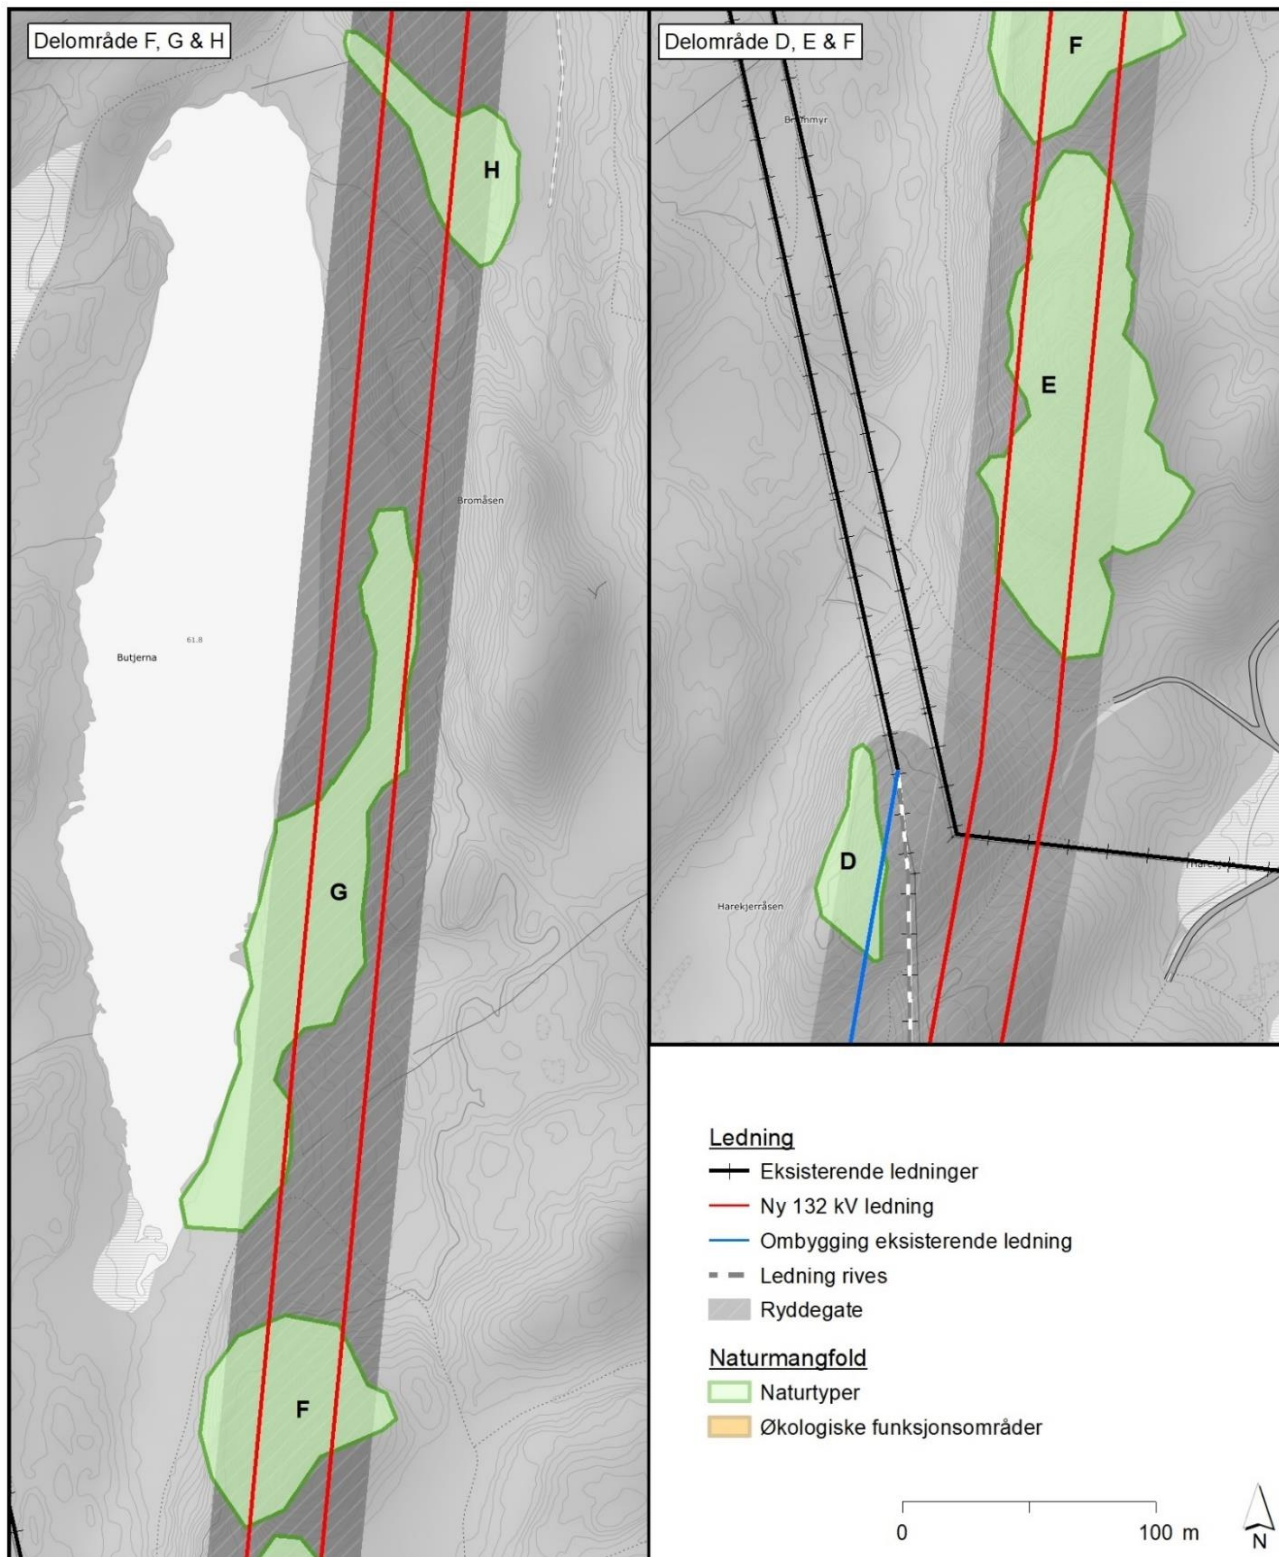 Delområde F, G & H
H
Bromåsen
61.8
Butjerna
G
F
Delområde D, E & F
F
E
D
Harekjerråsen
Ledning
Eksisterende ledninger
Ny 132 kV ledning
Ombygging eksisterende ledning
Ledning rives
Ryddegate
Naturmangfold
Naturtyper
Økologiske funksjonsområder
0 100 m
N